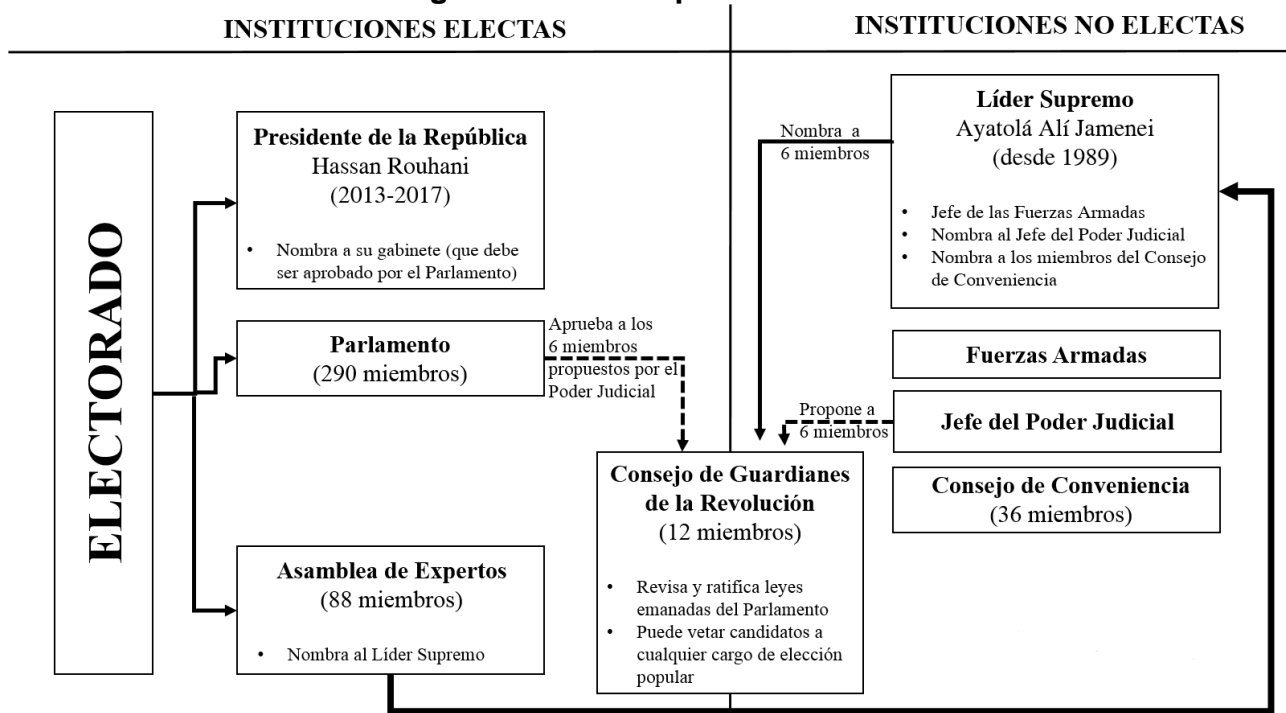 INSTITUCIONES ELECTAS
INSTITUCIONES NO ELECTAS
ELECTORADO
Presidente de la República
Hassan Rouhani
(2013-2017)
• Nombra a su gabinete (que debe
ser aprobado por el Parlamento)
Parlamento
(290 miembros)
Aprueba a los
6 miembros
propuestos por el
Poder Judicial
Asamblea de Expertos
(88 miembros)
• Nombra al Líder Supremo
Consejo de Guardianes
de la Revolución
(12 miembros)
• Revisa y ratifica leyes
emanadas del Parlamento
• Puede vetar candidatos a
cualquier cargo de elección
popular
Nombra a
6 miembros
Líder Supremo
Ayatolá Alí Jamenei
(desde 1989)
• Jefe de las Fuerzas Armadas
• Nombra al Jefe del Poder Judicial
• Nombra a los miembros del Consejo
de Conveniencia
Fuerzas Armadas
Propone a
6 miembros
Jefe del Poder Judicial
Consejo de Conveniencia
(36 miembros)